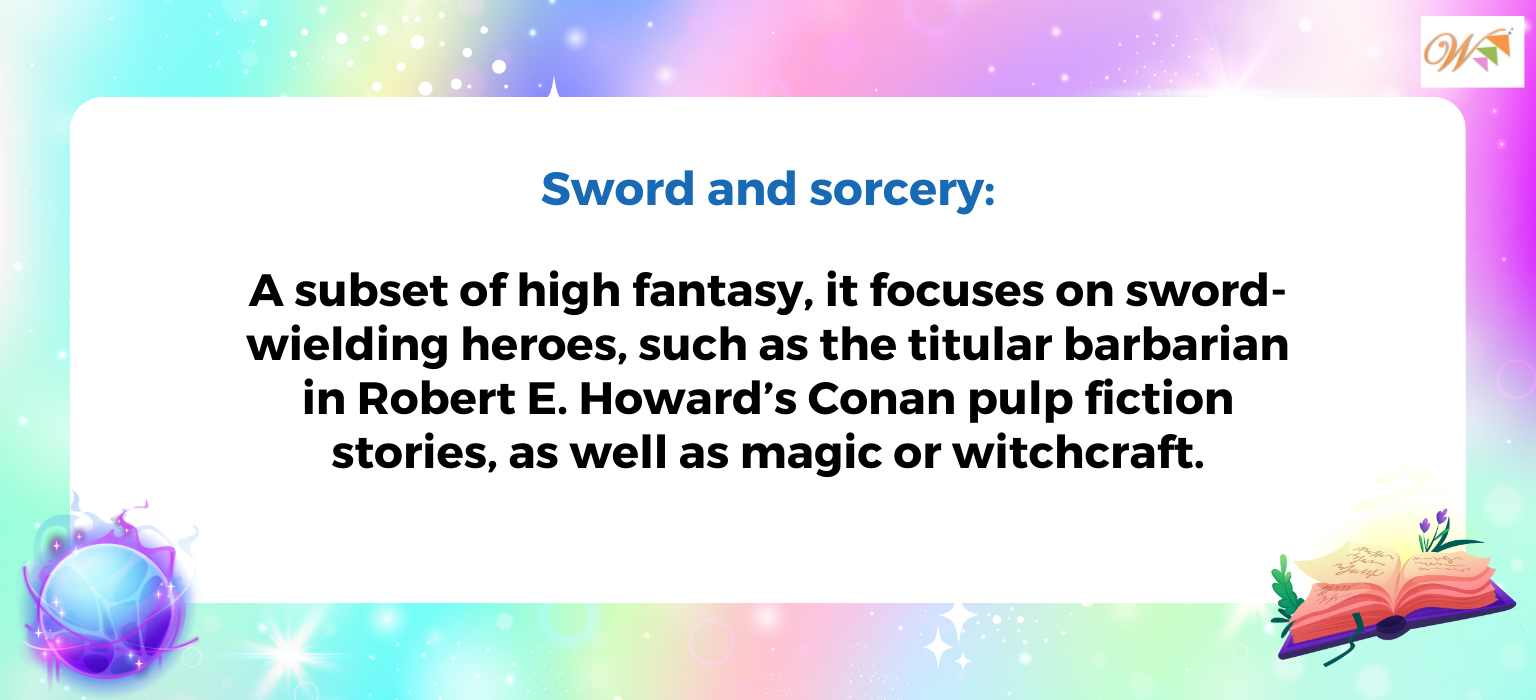 W
Sword and sorcery:
A subset of high fantasy, it focuses on sword-
wielding heroes, such as the titular barbarian
in Robert E. Howard’s Conan pulp fiction
stories, as well as magic or witchcraft.